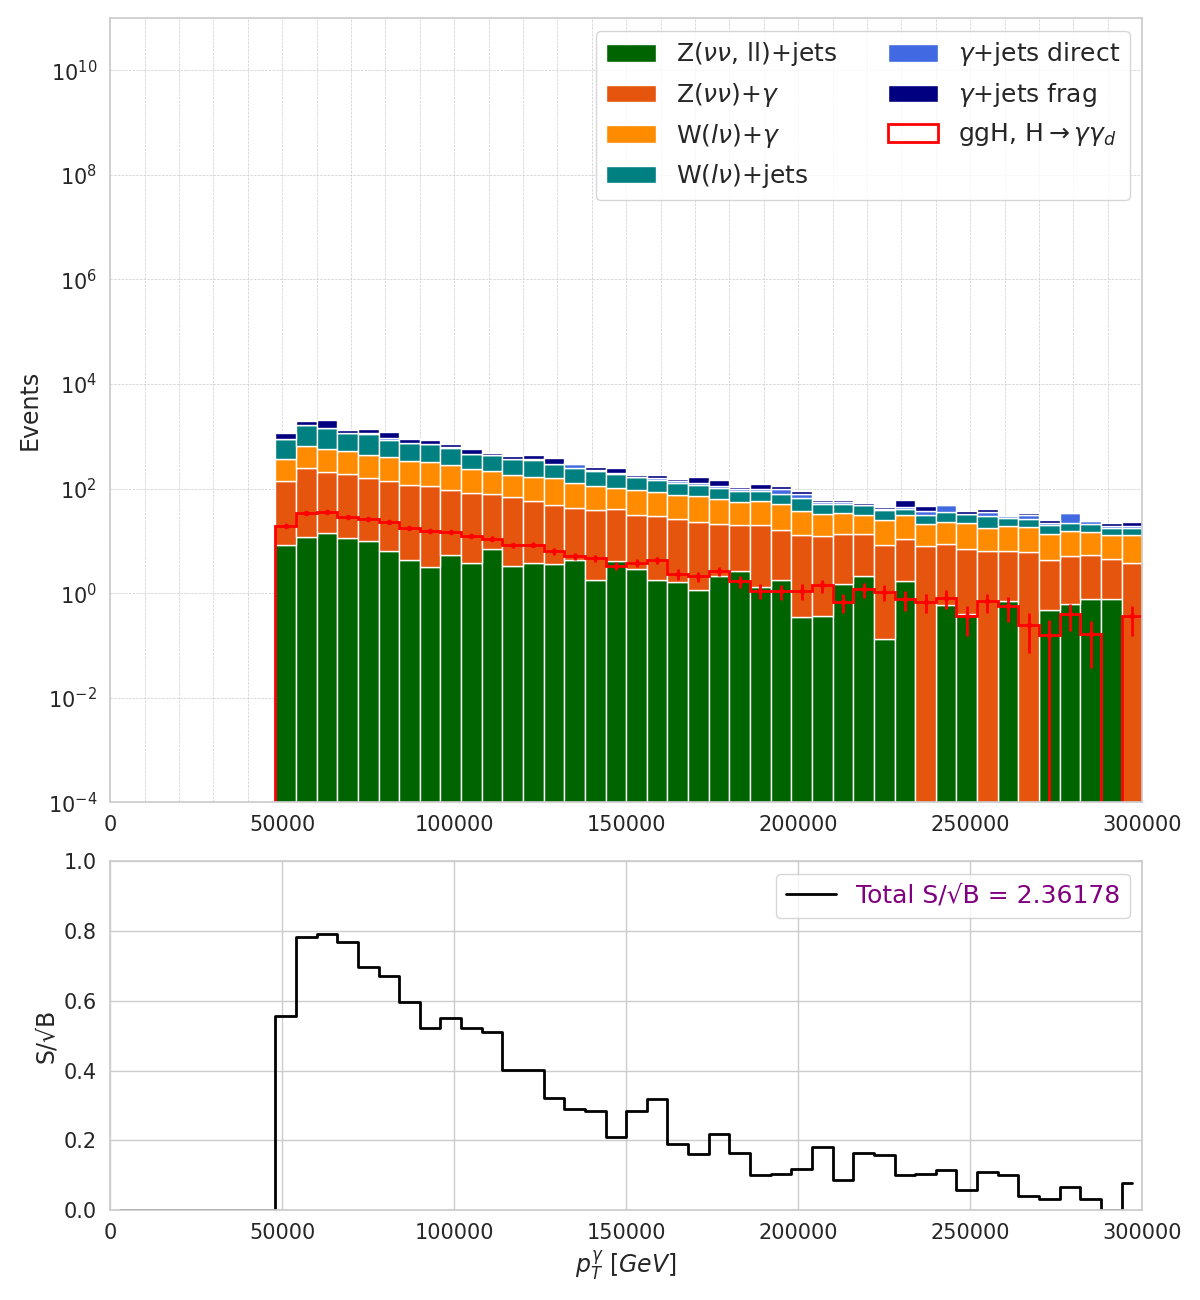 Z(νν, ll)+jets
Z(νν)+γ
W(lν)+γ
W(lν)+jets
γ+jets direct
γ+jets frag
ggH, H→γγ_d
Events
10^10
10^8
10^6
10^4
10^2
10^0
10^−2
10^−4
0 50000 100000 150000 200000 250000 300000
Total S/√B = 2.36178
S/√B
1.0
0.8
0.6
0.4
0.2
0.0
0 50000 100000 150000 200000 250000 300000
p_T^γ [GeV]